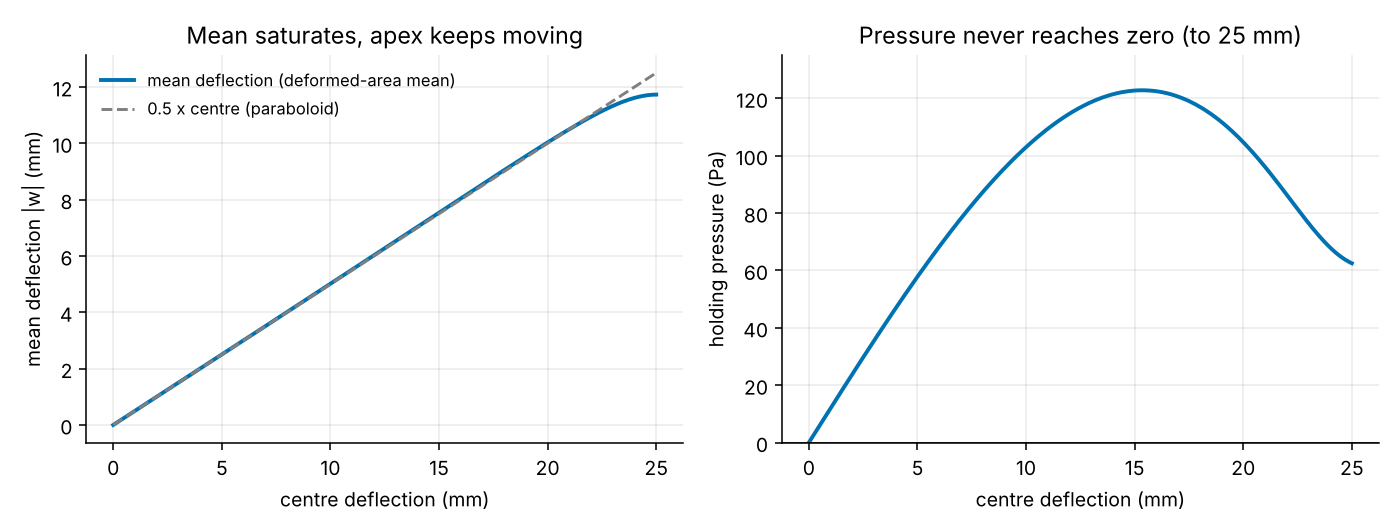 Mean saturates, apex keeps moving
mean deflection (deformed-area mean)
0.5 x centre (paraboloid)
mean deflection |w| (mm)
12
10
8
6
4
2
0
0 5 10 15 20 25
centre deflection (mm)
Pressure never reaches zero (to 25 mm)
holding pressure (Pa)
120
100
80
60
40
20
0
0 5 10 15 20 25
centre deflection (mm)